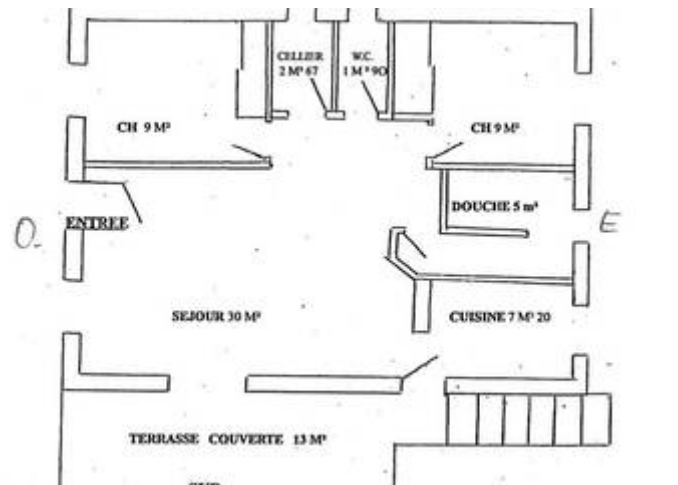 CELLIER
2 M² 67
W.C.
1 M² 90
CH 9 M²
CH 9 M²
DOUCHE 5 m²
ENTREE
O.
E
SEJOUR 30 M²
CUISINE 7 M² 20
TERRASSE COUVERTE 13 M²